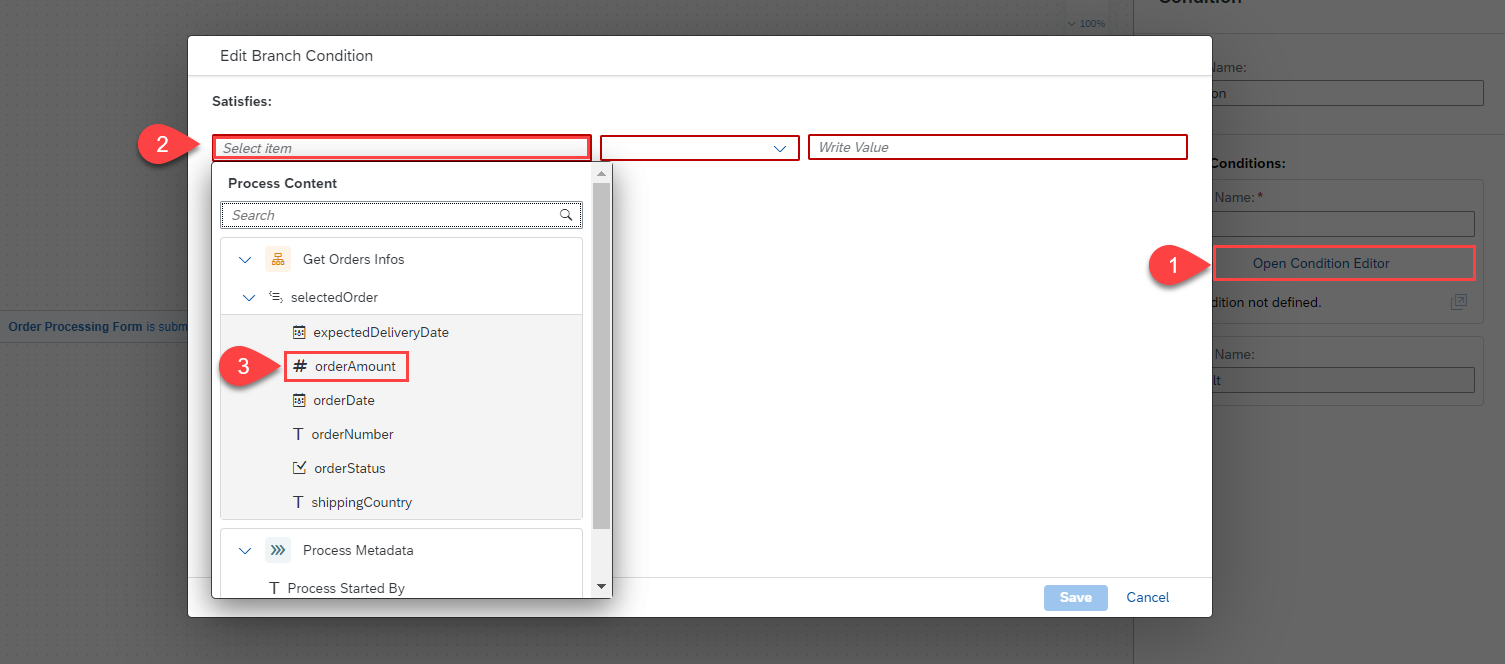 Condition
100%
Edit Branch Condition
Name:
on
Satisfies:
2
Select item
Write Value
Conditions:
Process Content
Name: *
Search
1
Open Condition Editor
Get Orders Infos
selectedOrder
dition not defined.
Order Processing Form is subm
expectedDeliveryDate
3
# orderAmount
Name:
lt
orderDate
T orderNumber
orderStatus
T shippingCountry
Process Metadata
T Process Started By
Save
Cancel